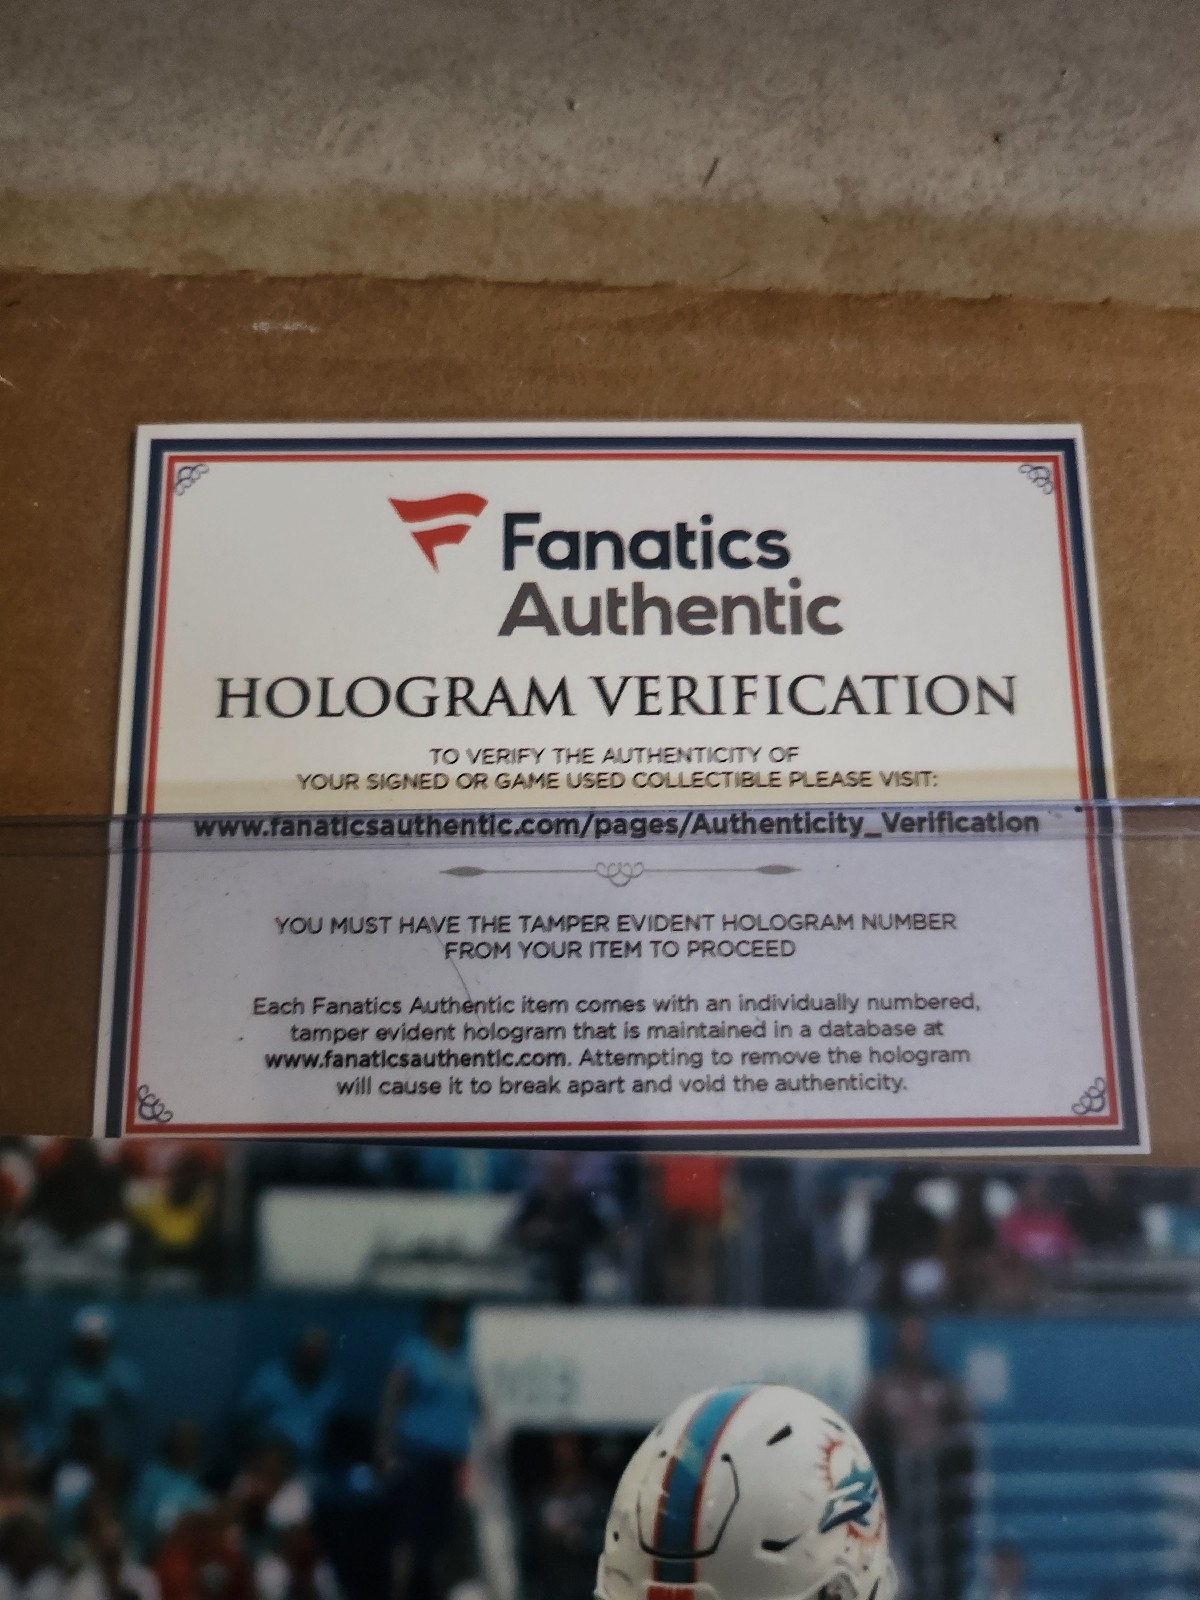 Fanatics
Authentic
HOLOGRAM VERIFICATION
TO VERIFY THE AUTHENTICITY OF
YOUR SIGNED OR GAME USED COLLECTIBLE PLEASE VISIT:
www.fanaticsauthentic.com/pages/Authenticity_Verification
YOU MUST HAVE THE TAMPER EVIDENT HOLOGRAM NUMBER
FROM YOUR ITEM TO PROCEED
Each Fanatics Authentic item comes with an individually numbered,
tamper evident hologram that is maintained in a database at
www.fanaticsauthentic.com. Attempting to remove the hologram
will cause it to break apart and void the authenticity.